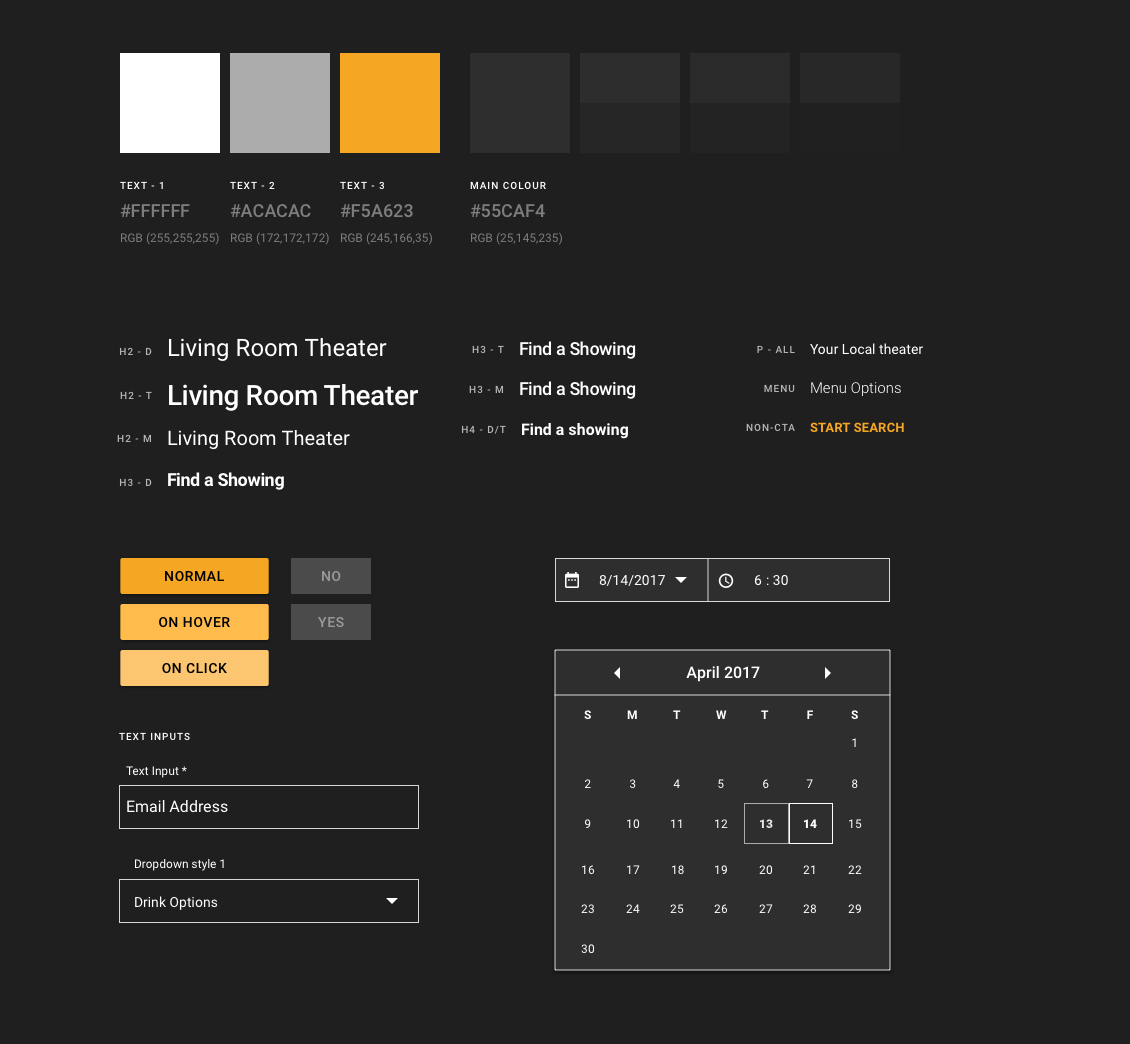 TEXT - 1 TEXT - 2 TEXT - 3 MAIN COLOUR
#FFFFFF #ACACAC #F5A623 #55CAF4
RGB (255,255,255) RGB (172,172,172) RGB (245,166,35) RGB (25,145,235)
H2 - D Living Room Theater
H2 - T Living Room Theater
H2 - M Living Room Theater
H3 - D Find a Showing
H3 - T Find a Showing
H3 - M Find a Showing
H4 - D/T Find a showing
P - ALL Your Local theater
MENU Menu Options
NON-CTA START SEARCH
NORMAL NO
ON HOVER YES
ON CLICK
TEXT INPUTS
Text Input *
Email Address
Dropdown style 1
Drink Options
8/14/2017 6 : 30
April 2017
S M T W T F S
1
2 3 4 5 6 7 8
9 10 11 12 13 14 15
16 17 18 19 20 21 22
23 24 25 26 27 28 29
30